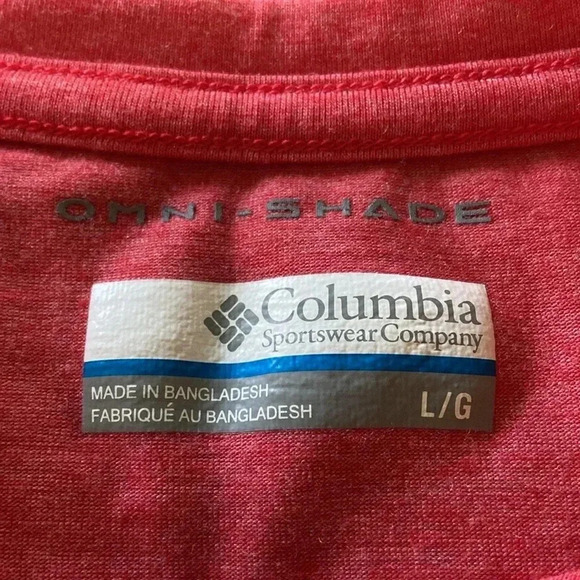 OMNI-SHADE
Columbia
Sportswear Company
MADE IN BANGLADESH
FABRIQUÉ AU BANGLADESH
L/G